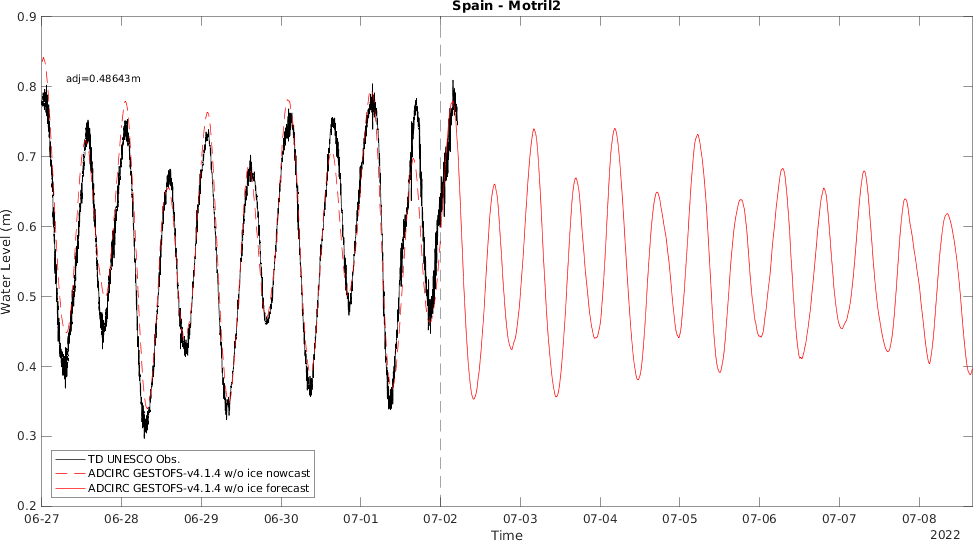 Spain - Motril2
0.9
0.8
0.7
0.6
0.5
0.4
0.3
0.2
Water Level (m)
adj=0.48643m
TD UNESCO Obs.
ADCIRC GESTOFS-v4.1.4 w/o ice nowcast
ADCIRC GESTOFS-v4.1.4 w/o ice forecast
06-27 06-28 06-29 06-30 07-01 07-02 07-03 07-04 07-05 07-06 07-07 07-08
Time
2022